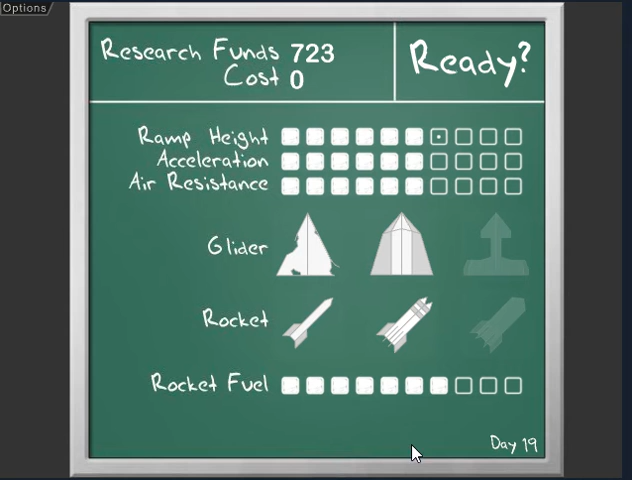 Options
Research Funds 723
Cost 0
Ready?
Ramp Height
Acceleration
Air Resistance
Glider
Rocket
Rocket Fuel
Day 19